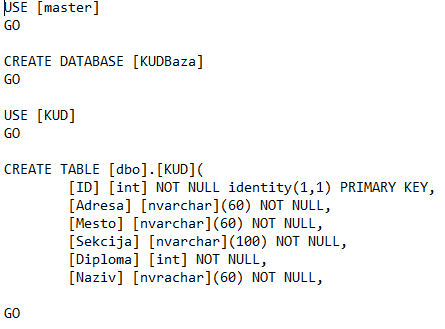 USE [master]
GO
CREATE DATABASE [KUDBaza]
GO
USE [KUD]
GO
CREATE TABLE [dbo].[KUD](
[ID] [int] NOT NULL identity(1,1) PRIMARY KEY,
[Adresa] [nvarchar](60) NOT NULL,
[Mesto] [nvarchar](60) NOT NULL,
[Sekcija] [nvarchar](100) NOT NULL,
[Diploma] [int] NOT NULL,
[Naziv] [nvrachar](60) NOT NULL,
GO